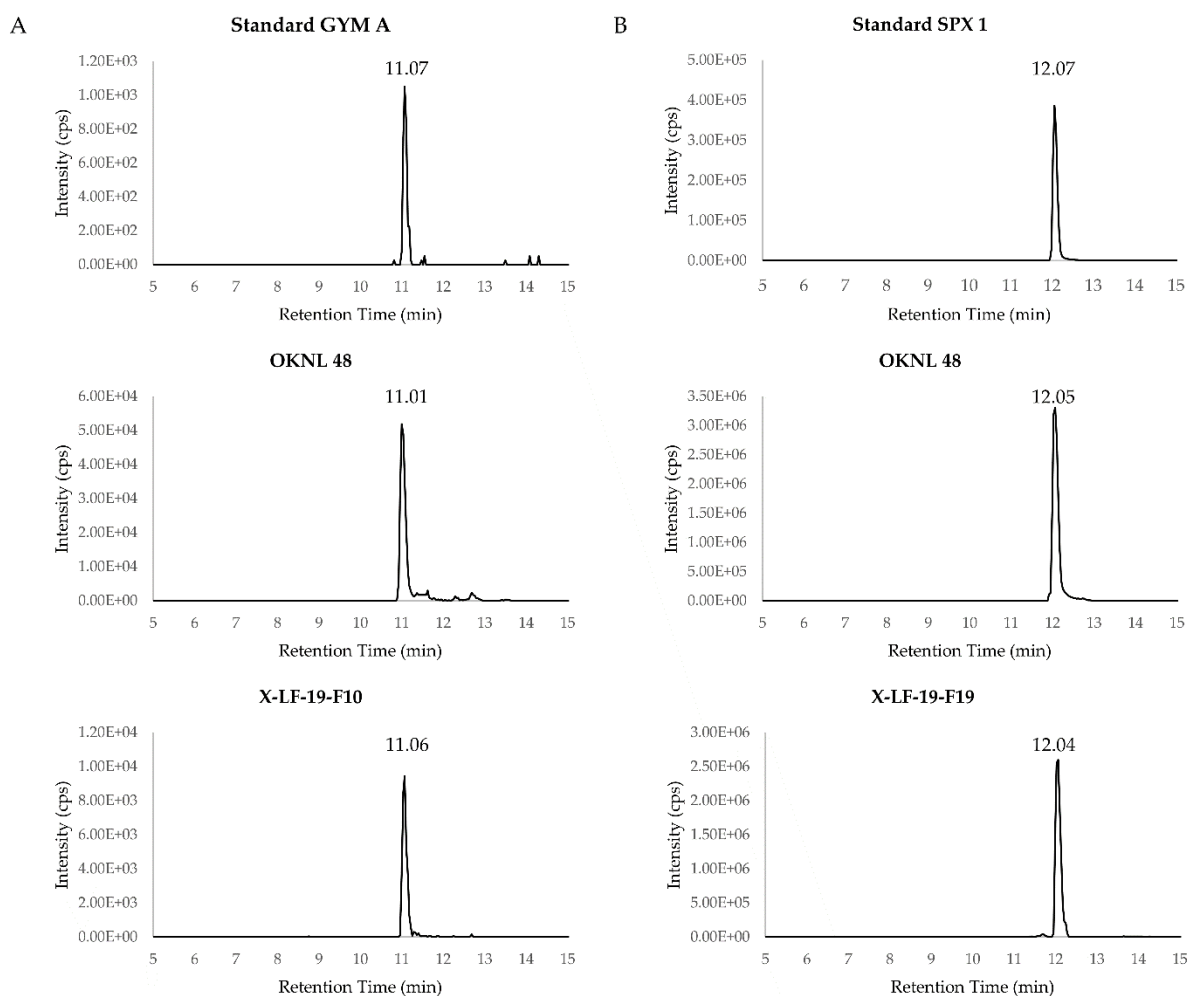 A
Standard GYM A
11.07
1.20E+03
1.00E+03
8.00E+02
6.00E+02
4.00E+02
2.00E+02
0.00E+00
Intensity (cps)
5 6 7 8 9 10 11 12 13 14 15
Retention Time (min)
OKNL 48
11.01
6.00E+04
5.00E+04
4.00E+04
3.00E+04
2.00E+04
1.00E+04
0.00E+00
Intensity (cps)
5 6 7 8 9 10 11 12 13 14 15
Retention Time (min)
X-LF-19-F10
11.06
1.20E+04
1.00E+04
8.00E+03
6.00E+03
4.00E+03
2.00E+03
0.00E+00
Intensity (cps)
5 6 7 8 9 10 11 12 13 14 15
Retention Time (min)
B
Standard SPX 1
12.07
5.00E+05
4.00E+05
3.00E+05
2.00E+05
1.00E+05
0.00E+00
Intensity (cps)
5 6 7 8 9 10 11 12 13 14 15
Retention Time (min)
OKNL 48
12.05
3.50E+06
3.00E+06
2.50E+06
2.00E+06
1.50E+06
1.00E+06
5.00E+05
0.00E+00
Intensity (cps)
5 6 7 8 9 10 11 12 13 14 15
Retention Time (min)
X-LF-19-F19
12.04
3.00E+06
2.50E+06
2.00E+06
1.50E+06
1.00E+06
5.00E+05
0.00E+00
Intensity (cps)
5 6 7 8 9 10 11 12 13 14 15
Retention Time (min)